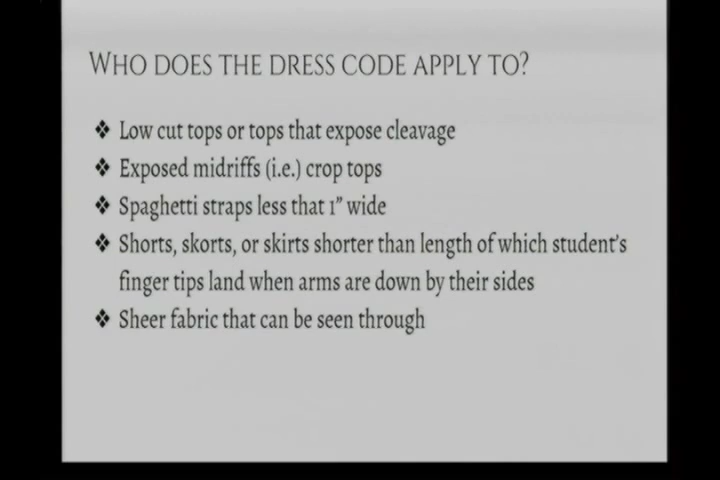 WHO DOES THE DRESS CODE APPLY TO?
❖ Low cut tops or tops that expose cleavage
❖ Exposed midriffs (i.e.) crop tops
❖ Spaghetti straps less that 1" wide
❖ Shorts, skorts, or skirts shorter than length of which student's
finger tips land when arms are down by their sides
❖ Sheer fabric that can be seen through